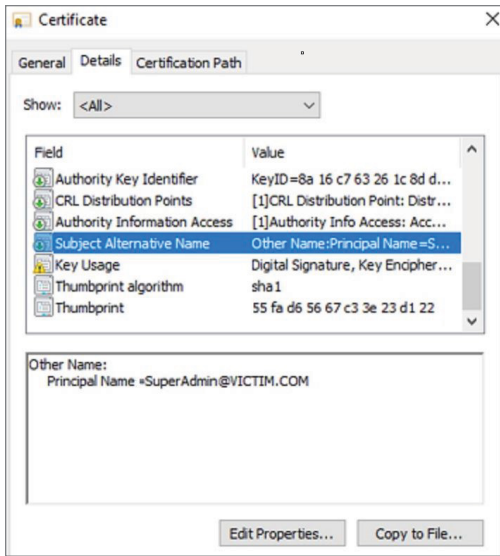 Certificate
General Details Certification Path
Show: <All>
Field Value
Authority Key Identifier KeyID=8a 16 c7 63 26 1c 8d d...
CRL Distribution Points [1]CRL Distribution Point: Distr...
Authority Information Access [1]Authority Info Access: Acc...
Subject Alternative Name Other Name:Principal Name=S...
Key Usage Digital Signature, Key Encipher...
Thumbprint algorithm sha1
Thumbprint 55 fa d6 56 67 c3 3e 23 d1 22
Other Name:
Principal Name =SuperAdmin@VICTIM.COM
Edit Properties... Copy to File...